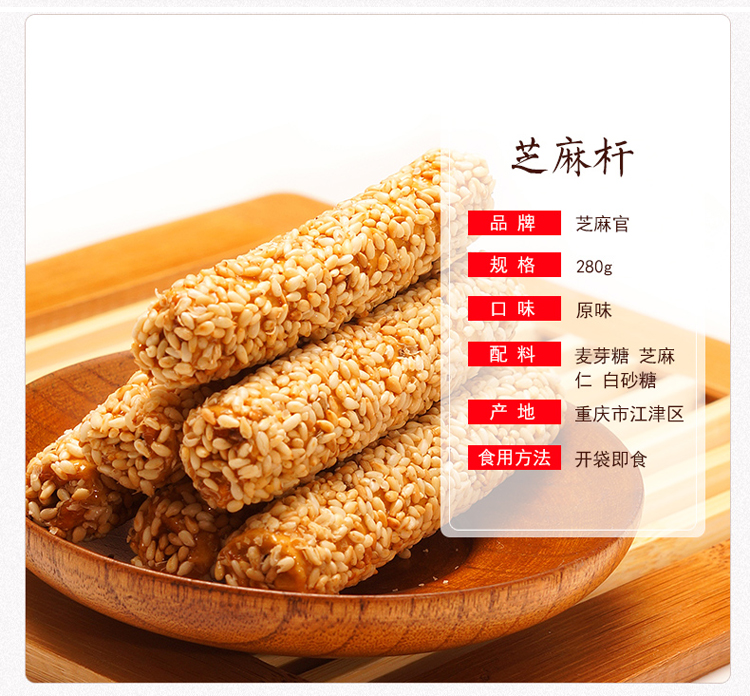 芝麻杆
品牌 芝麻官
规格 280g
口味 原味
配料 麦芽糖 芝麻
仁 白砂糖
产地 重庆市江津区
食用方法 开袋即食